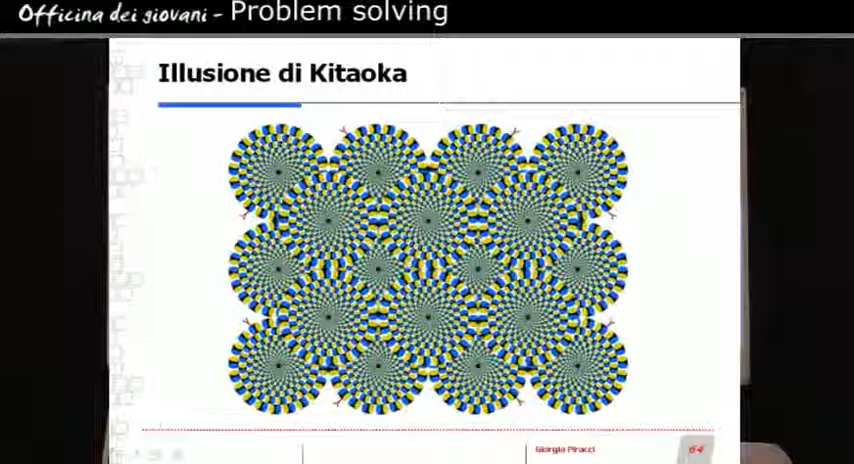 Officina dei giovani - Problem solving
Illusione di Kitaoka
Giorgia Piracci
64